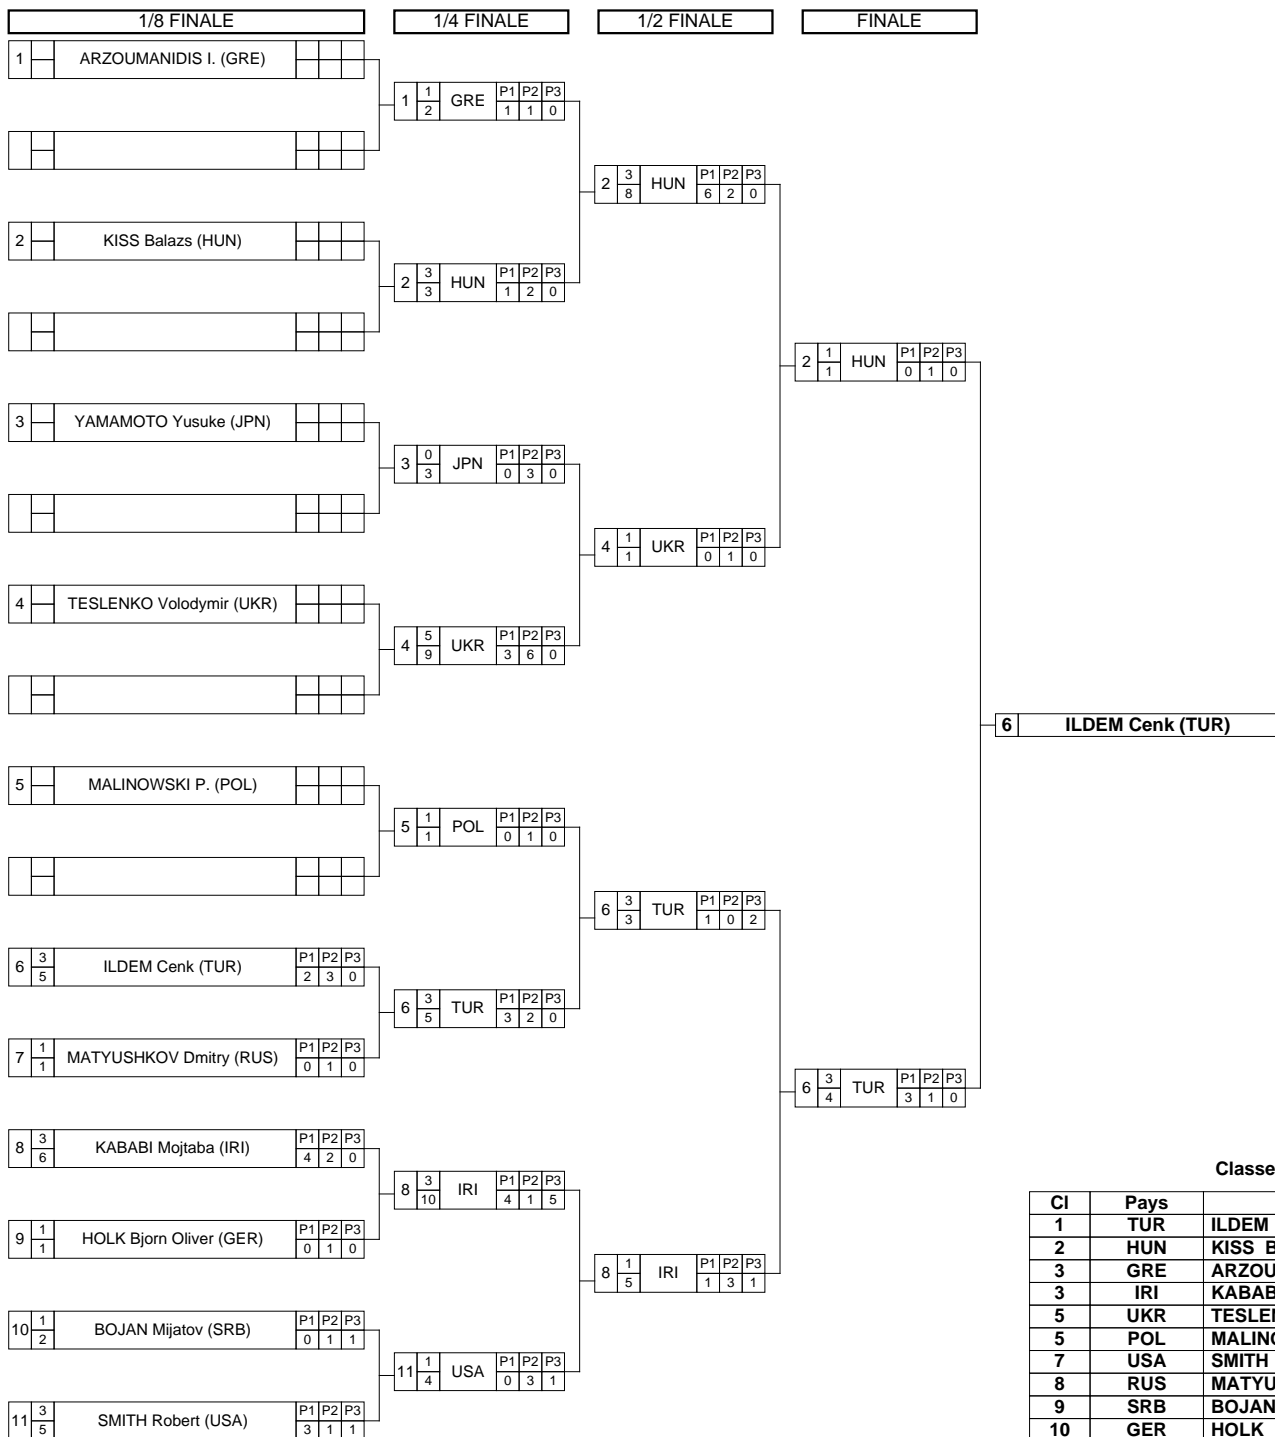 1/8 FINALE 1/4 FINALE 1/2 FINALE FINALE
1 ARZOUMANIDIS I. (GRE)
1 1 2 GRE P1 P2 P3 1 1 0
2 3 8 HUN P1 P2 P3 6 2 0
2 KISS Balazs (HUN)
2 3 3 HUN P1 P2 P3 1 2 0
2 1 1 HUN P1 P2 P3 0 1 0
3 YAMAMOTO Yusuke (JPN)
3 0 3 JPN P1 P2 P3 0 3 0
4 1 1 UKR P1 P2 P3 0 1 0
4 TESLENKO Volodymir (UKR)
4 5 9 UKR P1 P2 P3 3 6 0
6 ILDEM Cenk (TUR)
5 MALINOWSKI P. (POL)
5 1 1 POL P1 P2 P3 0 1 0
6 3 3 TUR P1 P2 P3 1 0 2
6 3 5 ILDEM Cenk (TUR) P1 P2 P3 2 3 0
6 3 5 TUR P1 P2 P3 3 2 0
7 1 1 MATYUSHKOV Dmitry (RUS) P1 P2 P3 0 1 0
6 3 4 TUR P1 P2 P3 3 1 0
8 3 6 KABABI Mojtaba (IRI) P1 P2 P3 4 2 0
8 3 10 IRI P1 P2 P3 4 1 5
9 1 1 HOLK Bjorn Oliver (GER) P1 P2 P3 0 1 0
8 1 5 IRI P1 P2 P3 1 3 1
10 1 2 BOJAN Mijatov (SRB) P1 P2 P3 0 1 1
11 1 4 USA P1 P2 P3 0 3 1
11 3 5 SMITH Robert (USA) P1 P2 P3 3 1 1
Classe
Cl Pays
1 TUR ILDEM
2 HUN KISS B
3 GRE ARZOU
3 IRI KABAB
5 UKR TESLE
5 POL MALIN
7 USA SMITH
8 RUS MATYU
9 SRB BOJAN
10 GER HOLK